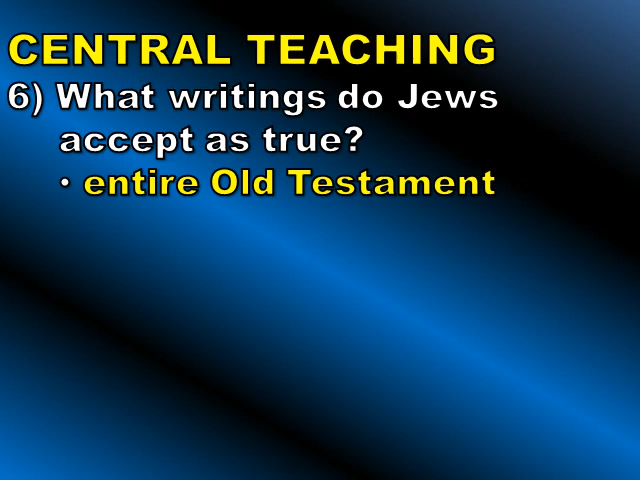 CENTRAL TEACHING
6) What writings do Jews
accept as true?
• entire Old Testament